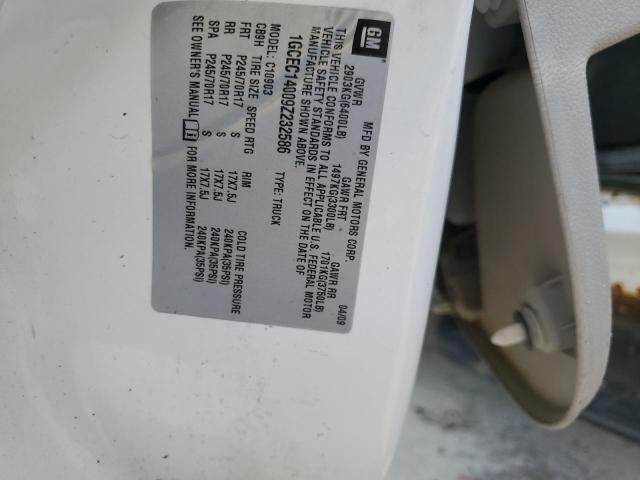 GM
MFD BY GENERAL MOTORS CORP
04/09
GVWR GAWR FRT GAWR RR
2903KG(6400LB) 1497KG(3300LB) 1701KG(3750LB)
THIS VEHICLE CONFORMS TO ALL APPLICABLE U.S. FEDERAL MOTOR
VEHICLE SAFETY STANDARDS IN EFFECT ON THE DATE OF
MANUFACTURE SHOWN ABOVE.
1GCEC14009Z232586 TYPE: TRUCK
MODEL: C10903
CB9H TIRE SIZE SPEED RTG RIM COLD TIRE PRESSURE
FRT P245/70R17 S 17X7.5J 240KPA(35PSI)
RR P245/70R17 S 17X7.5J 240KPA(35PSI)
SPA P245/70R17 S 17X7.5J 240KPA(35PSI)
SEE OWNER'S MANUAL FOR MORE INFORMATION.